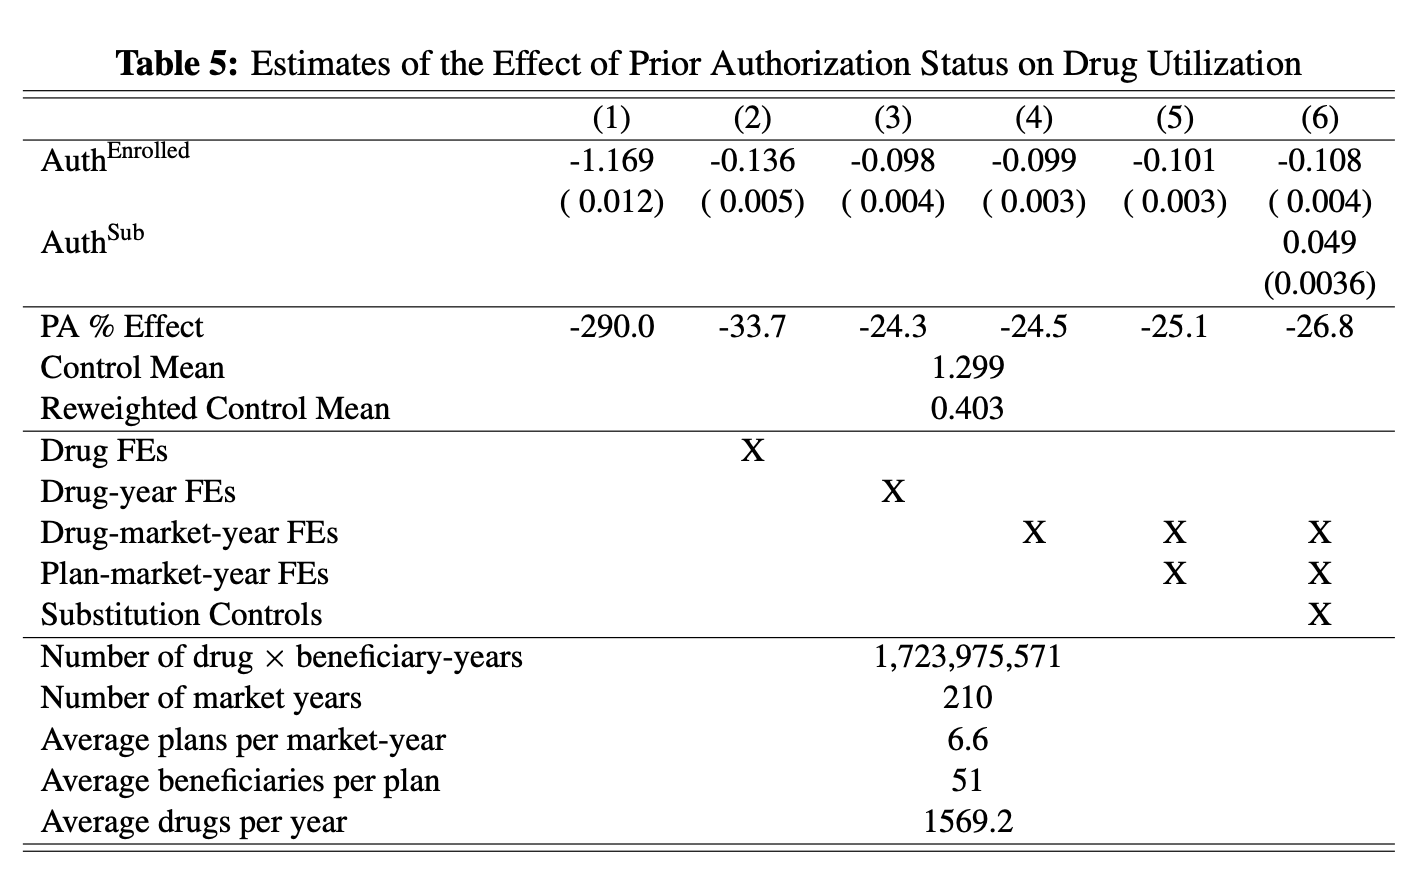 Table 5: Estimates of the Effect of Prior Authorization Status on Drug Utilization
(1) (2) (3) (4) (5) (6)
Auth^Enrolled -1.169 -0.136 -0.098 -0.099 -0.101 -0.108
( 0.012) ( 0.005) ( 0.004) ( 0.003) ( 0.003) ( 0.004)
Auth^Sub 0.049
(0.0036)
PA % Effect -290.0 -33.7 -24.3 -24.5 -25.1 -26.8
Control Mean 1.299
Reweighted Control Mean 0.403
Drug FEs X
Drug-year FEs X
Drug-market-year FEs X X X
Plan-market-year FEs X X
Substitution Controls X
Number of drug × beneficiary-years 1,723,975,571
Number of market years 210
Average plans per market-year 6.6
Average beneficiaries per plan 51
Average drugs per year 1569.2